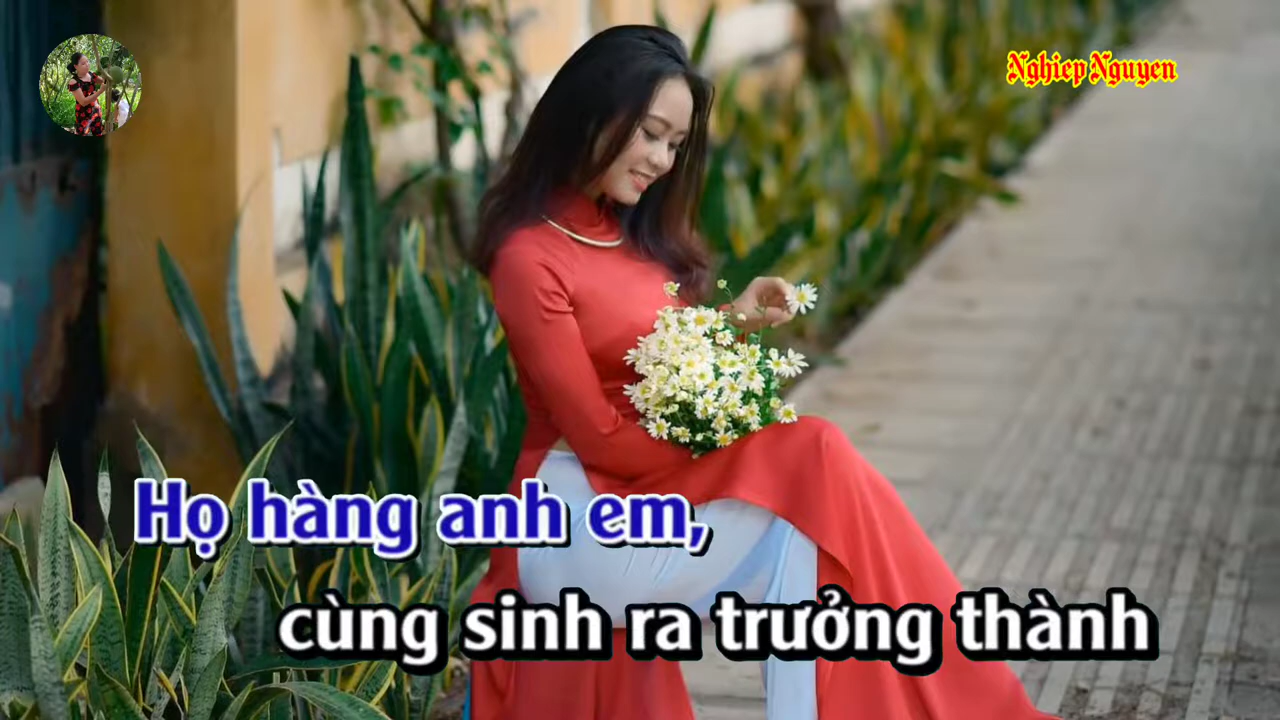 Nghiep Nguyen
Họ hàng anh em,
cùng sinh ra trưởng thành